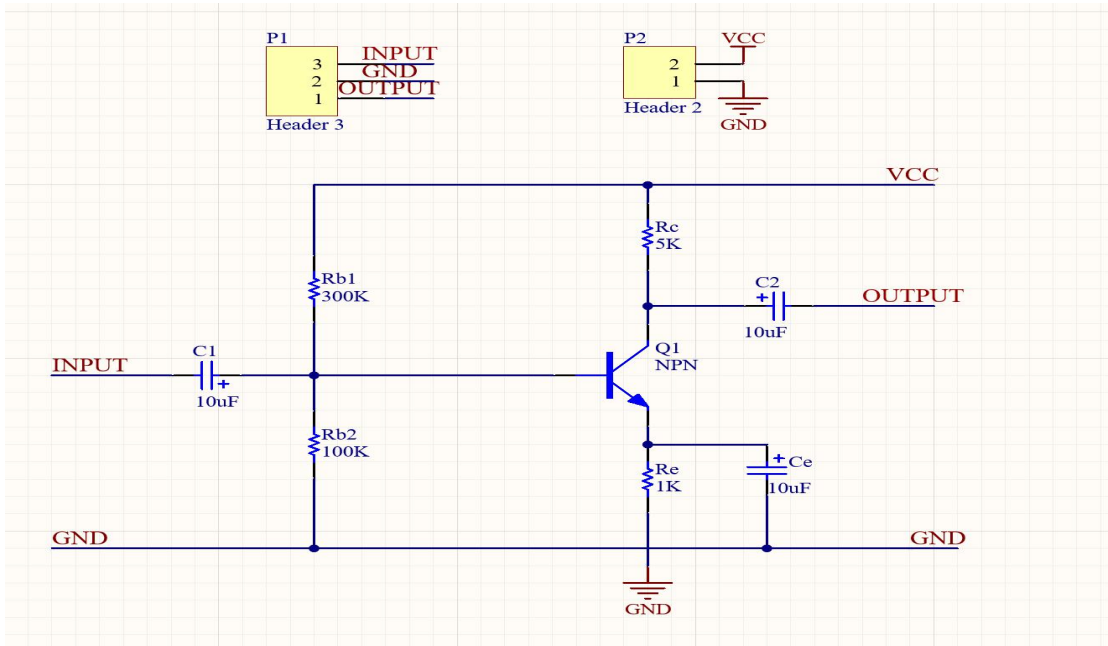 P1
3 INPUT
2 GND
1 OUTPUT
Header 3
P2
VCC
2
1
Header 2
GND
VCC
Rc
5K
Rb1
300K
C2
+
10uF
OUTPUT
INPUT
C1
+
10uF
Q1
NPN
Rb2
100K
Re
1K
+ Ce
10uF
GND
GND
GND